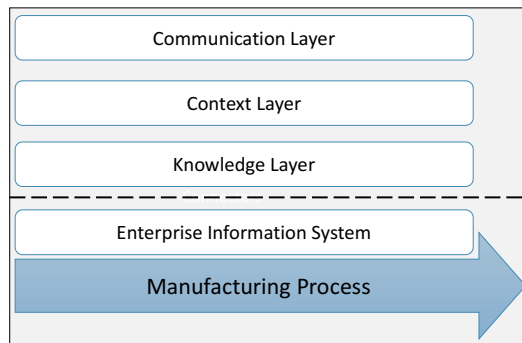 Communication Layer
Context Layer
Knowledge Layer
Enterprise Information System
Manufacturing Process